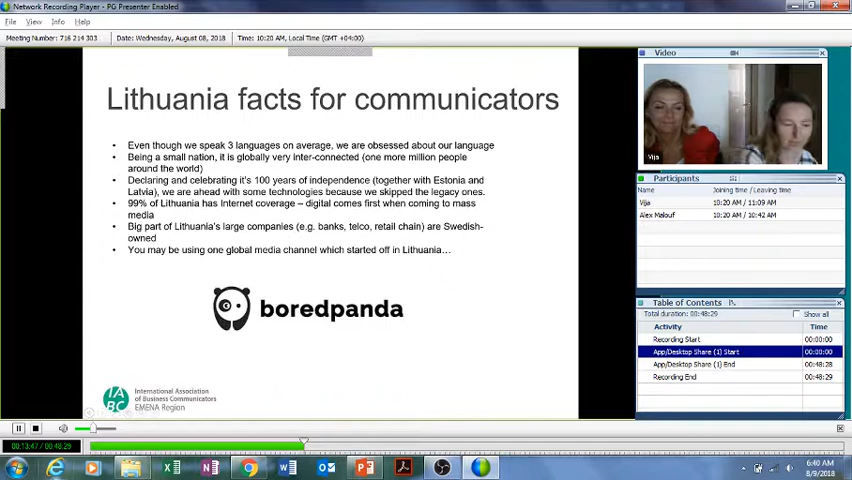 Network Recording Player - PG Presenter Enabled
File View Info Help
Meeting Number: 716 214 303 Date: Wednesday, August 08, 2018 Time: 10:20 AM, Local Time (GMT +04:00)
Lithuania facts for communicators
• Even though we speak 3 languages on average, we are obsessed about our language
• Being a small nation, it is globally very inter-connected (one more million people
around the world)
• Declaring and celebrating it's 100 years of independence (together with Estonia and
Latvia), we are ahead with some technologies because we skipped the legacy ones.
• 99% of Lithuania has Internet coverage – digital comes first when coming to mass
media
• Big part of Lithuania's large companies (e.g. banks, telco, retail chain) are Swedish-
owned
• You may be using one global media channel which started off in Lithuania…
boredpanda
IABC
International Association
of Business Communicators
EMENA Region
Video
Vija
Participants
Name Joining time / Leaving time
Vija 10:20 AM / 11:09 AM
Alex Malouf 10:20 AM / 10:42 AM
Table of Contents
Total duration: 00:48:29 Show all
Activity Time
Recording Start 00:00:00
App/Desktop Share (1) Start 00:00:00
App/Desktop Share (1) End 00:48:28
Recording End 00:48:29
00:13:47 / 00:48:29
6:40 AM
8/9/2018